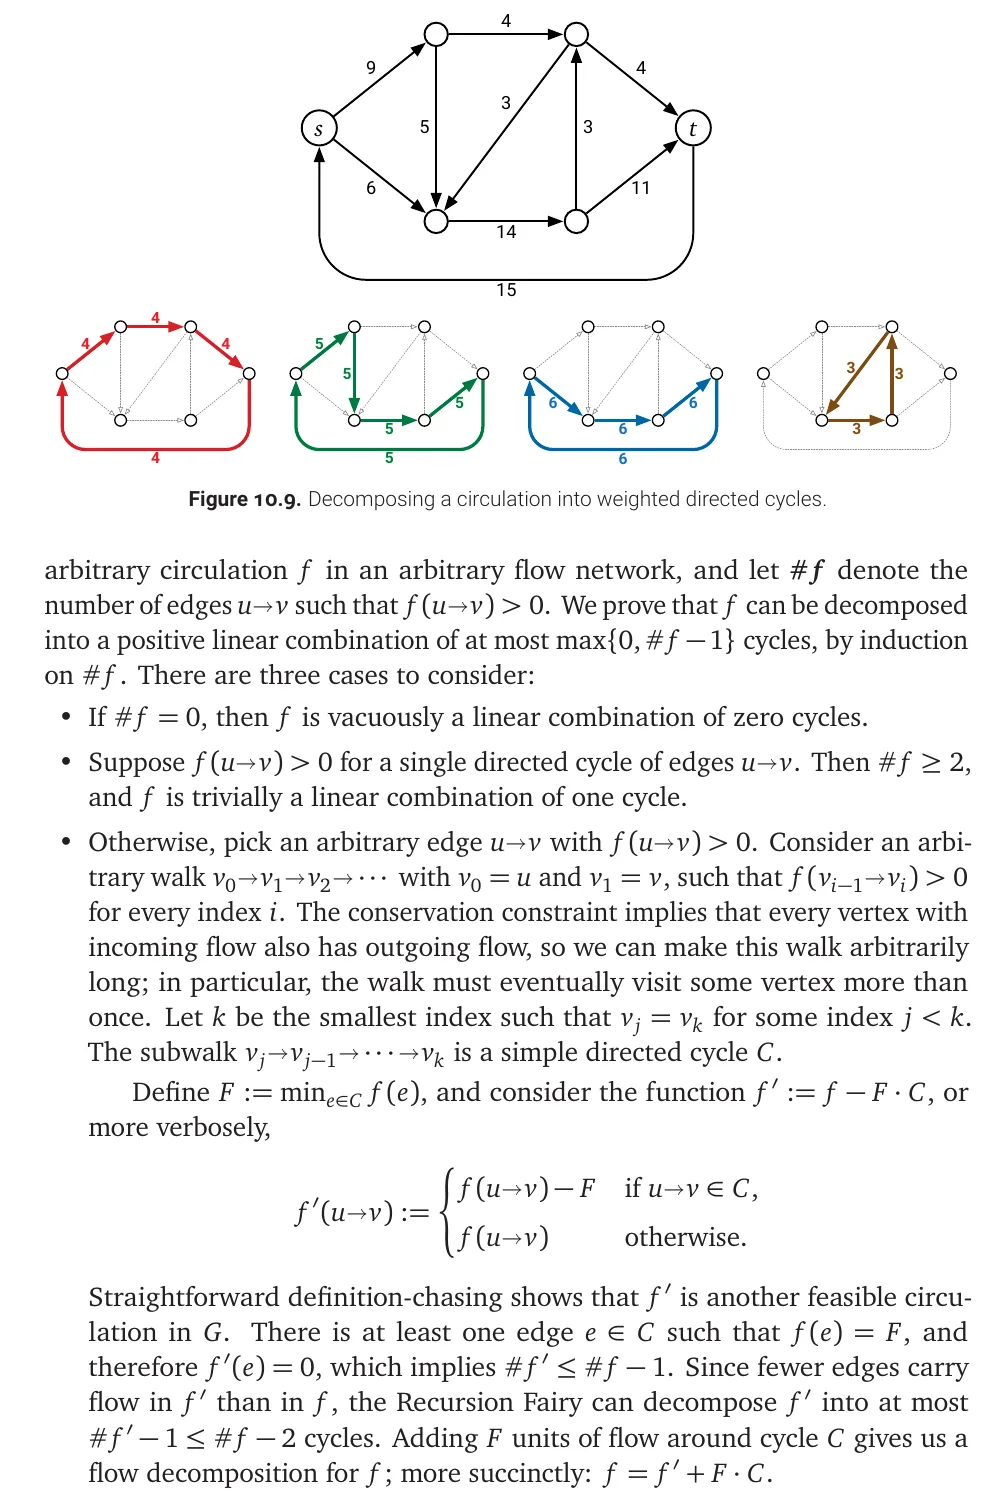 4
9
4
3
s
5
3
t
6
11
14
15
4
4
4
4
5
5
5
5
5
6
6
6
6
3
3
3
Figure 10.9. Decomposing a circulation into weighted directed cycles.
arbitrary circulation f in an arbitrary flow network, and let #f denote the
number of edges u→v such that f(u→v) > 0. We prove that f can be decomposed
into a positive linear combination of at most max{0, #f − 1} cycles, by induction
on #f. There are three cases to consider:
• If #f = 0, then f is vacuously a linear combination of zero cycles.
• Suppose f(u→v) > 0 for a single directed cycle of edges u→v. Then #f ≥ 2,
and f is trivially a linear combination of one cycle.
• Otherwise, pick an arbitrary edge u→v with f(u→v) > 0. Consider an arbi-
trary walk v₀→v₁→v₂→··· with v₀ = u and v₁ = v, such that f(vᵢ₋₁→vᵢ) > 0
for every index i. The conservation constraint implies that every vertex with
incoming flow also has outgoing flow, so we can make this walk arbitrarily
long; in particular, the walk must eventually visit some vertex more than
once. Let k be the smallest index such that vⱼ = vₖ for some index j < k.
The subwalk vⱼ→vⱼ₋₁→···→vₖ is a simple directed cycle C.
Define F := min_{e∈C} f(e), and consider the function f′ := f − F · C, or
more verbosely,
f′(u→v) := { f(u→v) − F if u→v ∈ C,
f(u→v) otherwise.
Straightforward definition-chasing shows that f′ is another feasible circu-
lation in G. There is at least one edge e ∈ C such that f(e) = F, and
therefore f′(e) = 0, which implies #f′ ≤ #f − 1. Since fewer edges carry
flow in f′ than in f, the Recursion Fairy can decompose f′ into at most
#f′ − 1 ≤ #f − 2 cycles. Adding F units of flow around cycle C gives us a
flow decomposition for f; more succinctly: f = f′ + F · C.